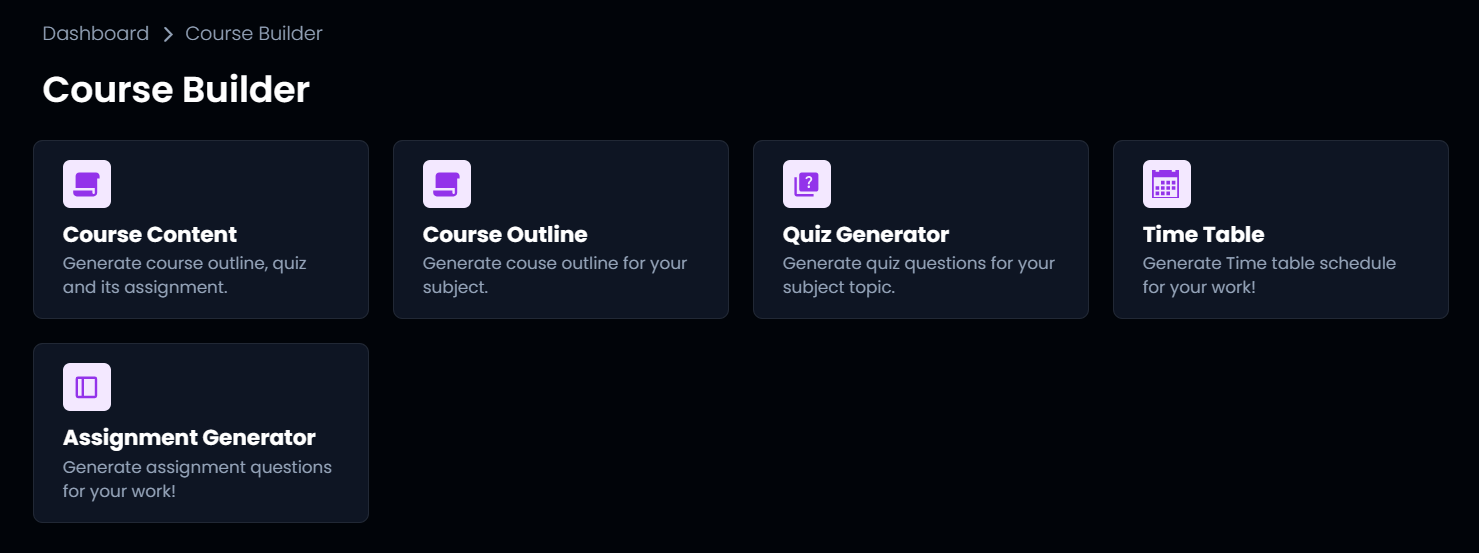 Dashboard > Course Builder
Course Builder
Course Content
Generate course outline, quiz
and its assignment.
Course Outline
Generate couse outline for your
subject.
Quiz Generator
Generate quiz questions for your
subject topic.
Time Table
Generate Time table schedule
for your work!
Assignment Generator
Generate assignment questions
for your work!